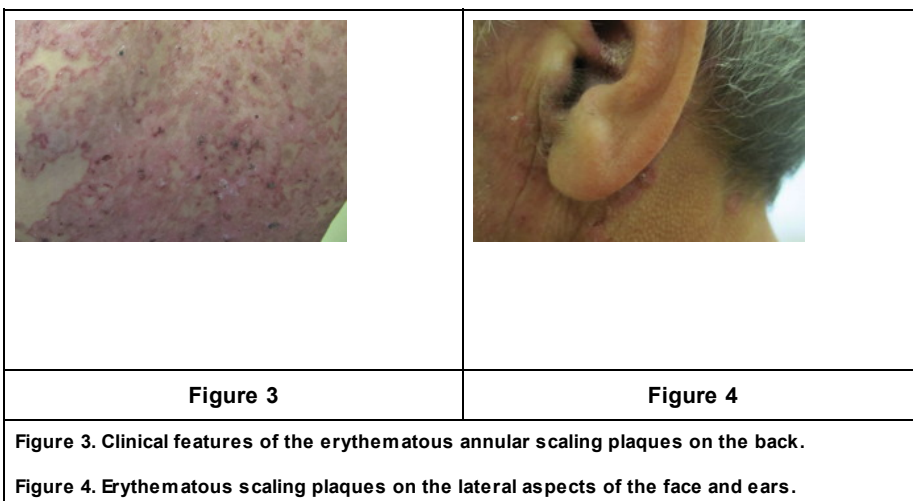 Figure 3
Figure 4
Figure 3. Clinical features of the erythematous annular scaling plaques on the back.
Figure 4. Erythematous scaling plaques on the lateral aspects of the face and ears.